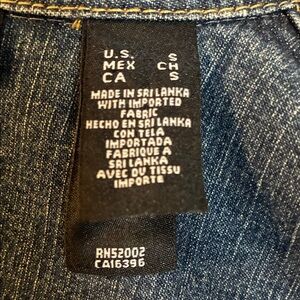 U.S. S
MEX CH
CA S
MADE IN SRI LANKA
WITH IMPORTED
FABRIC
HECHO EN SRI LANKA
CON TELA
IMPORTADA
FABRIQUE A
SRI LANKA
AVEC DU TISSU
IMPORTE
RN52002
CA16396